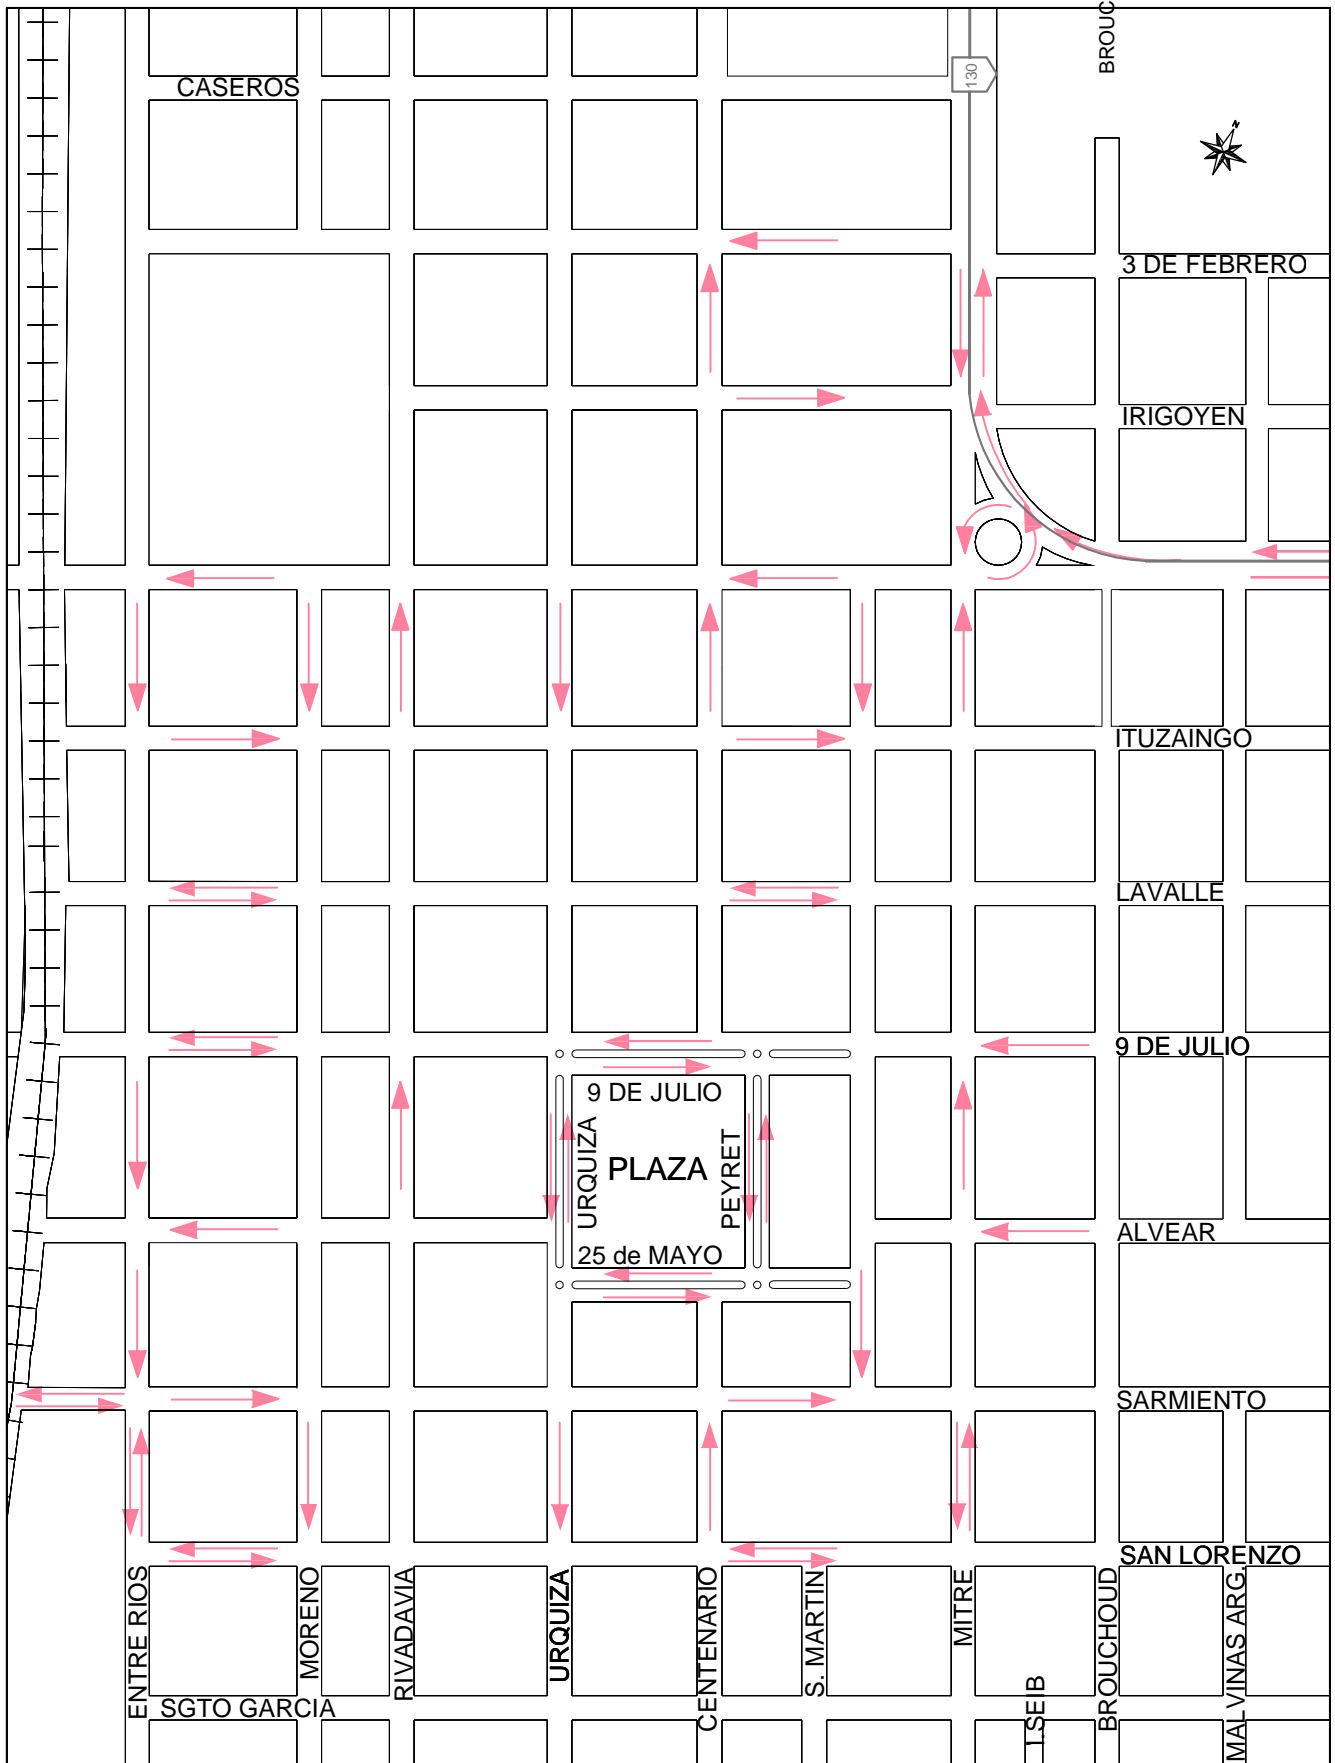 BROUC
130
CASEROS
N
3 DE FEBRERO
IRIGOYEN
ITUZAINGO
LAVALLE
9 DE JULIO
9 DE JULIO
URQUIZA
PLAZA
PEYRET
25 de MAYO
ALVEAR
SARMIENTO
SAN LORENZO
ENTRE RIOS
MORENO
RIVADAVIA
URQUIZA
CENTENARIO
S. MARTIN
MITRE
I.SEIB
BROUCHOUD
MALVINAS ARG.
SGTO GARCIA